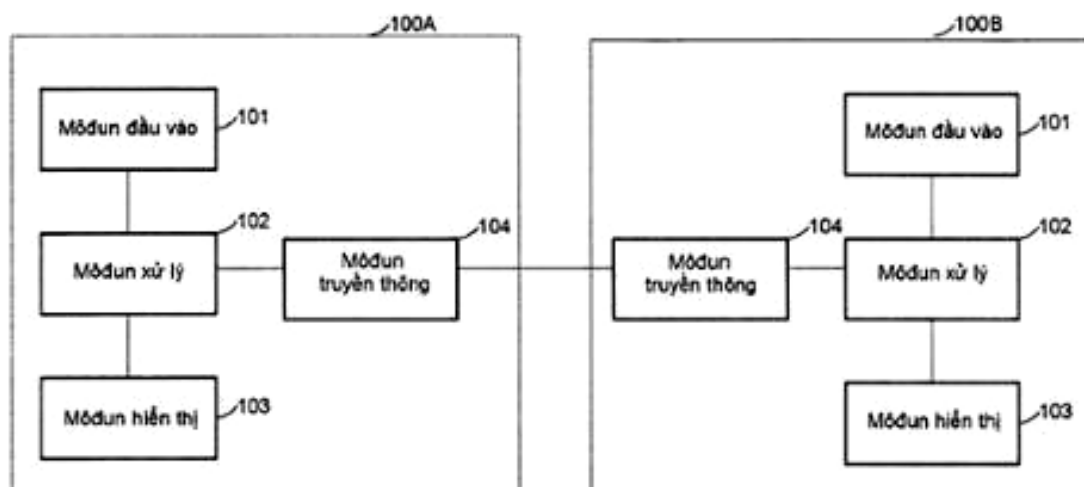 100A
100B
101
Môđun đầu vào
101
Môđun đầu vào
102
104
Môđun xử lý
Môđun
truyền thông
104
102
Môđun
truyền thông
Môđun xử lý
103
Môđun hiển thị
103
Môđun hiển thị